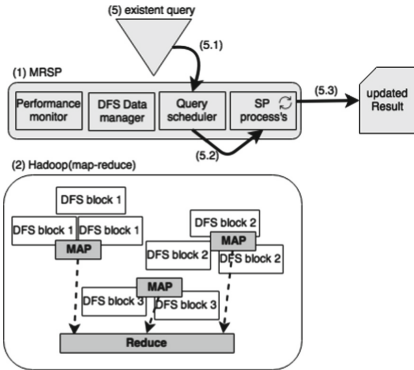 (5) existent query
(5.1)
(1) MRSP
Performance
monitor
DFS Data
manager
Query
scheduler
SP
process's
(5.3)
updated
Result
(5.2)
(2) Hadoop(map-reduce)
DFS block 1
DFS block 1
DFS block 1
MAP
DFS block 2
MAP
DFS block 2
DFS block 2
MAP
DFS block 3
DFS block 3
Reduce